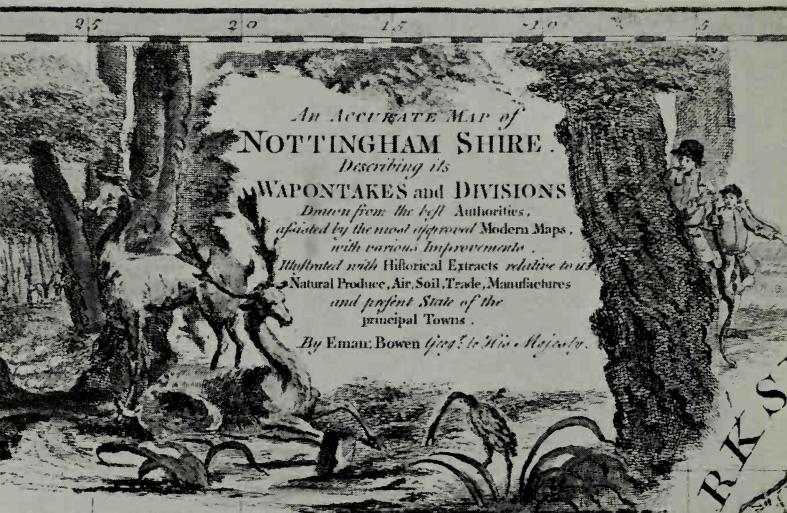 25 20 15 10 5
An ACCURATE MAP of
NOTTINGHAM SHIRE.
Describing its
WAPONTAKES and DIVISIONS
Drawn from the beſt Authorities,
aſsisted by the most approved Modern Maps,
with various Improvements.
Illuſtrated with Hiſtorical Extracts relative to its
Natural Produce, Air, Soil, Trade, Manufactures
and preſent State of the
principal Towns.
By Eman: Bowen Geogr. to His Majesty.
RKS